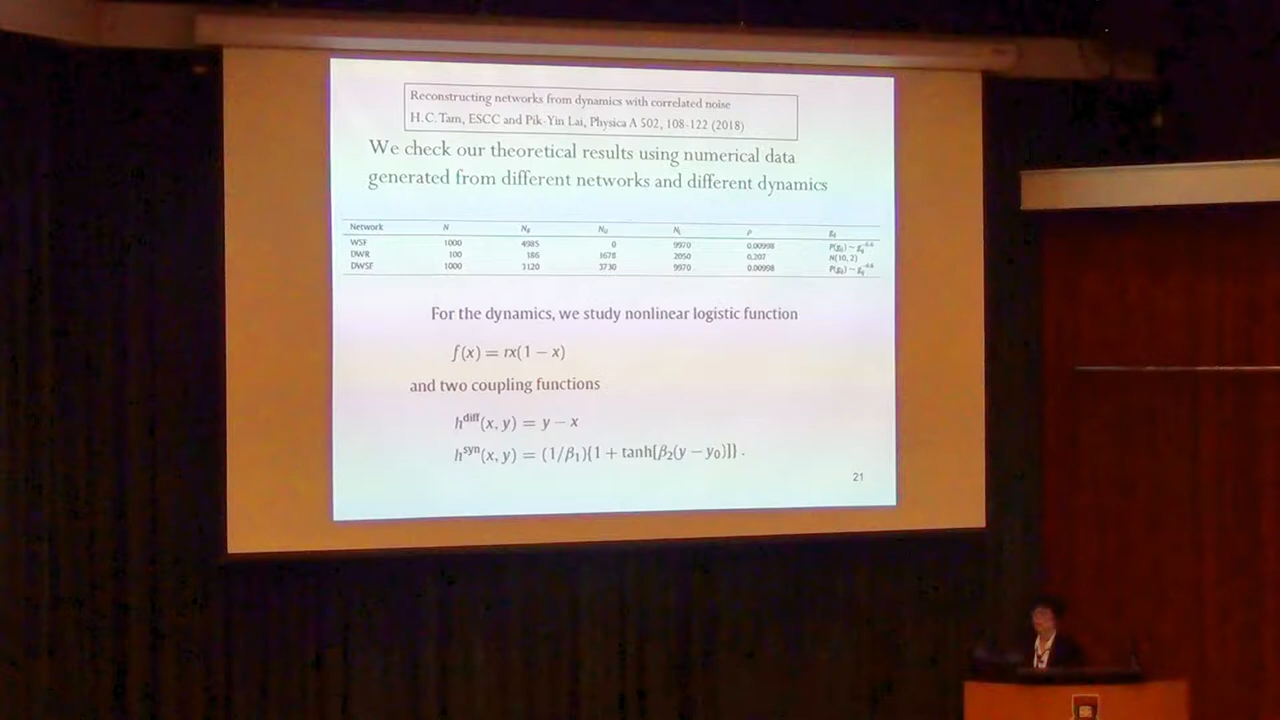 Reconstructing networks from dynamics with correlated noise
H.C. Tam, ESCC and Pik-Yin Lai, Physica A 502, 108-122 (2018)
We check our theoretical results using numerical data
generated from different networks and different dynamics
Network N N_B N_U N_L ρ g_ij
WSF 1000 4985 0 9970 0.00998
DWR 100 186 1678 2050 0.207 N(10, 2)
DWSF 1000 3120 3730 9970 0.00998
For the dynamics, we study nonlinear logistic function
f(x) = rx(1 − x)
and two coupling functions
h^diff(x, y) = y − x
h^syn(x, y) = (1/β₁){1 + tanh[β₂(y − y₀)]} .
21